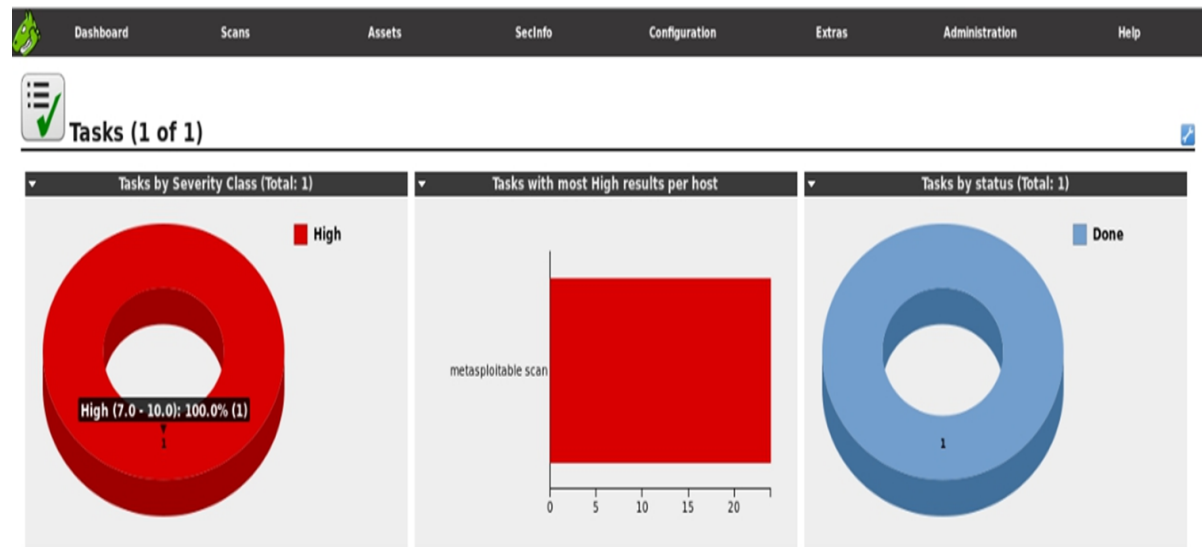 Dashboard Scans Assets SecInfo Configuration Extras Administration Help
Tasks (1 of 1)
Tasks by Severity Class (Total: 1)
High
High (7.0 - 10.0): 100.0% (1)
1
Tasks with most High results per host
metasploitable scan
0 5 10 15 20
Tasks by status (Total: 1)
Done
1